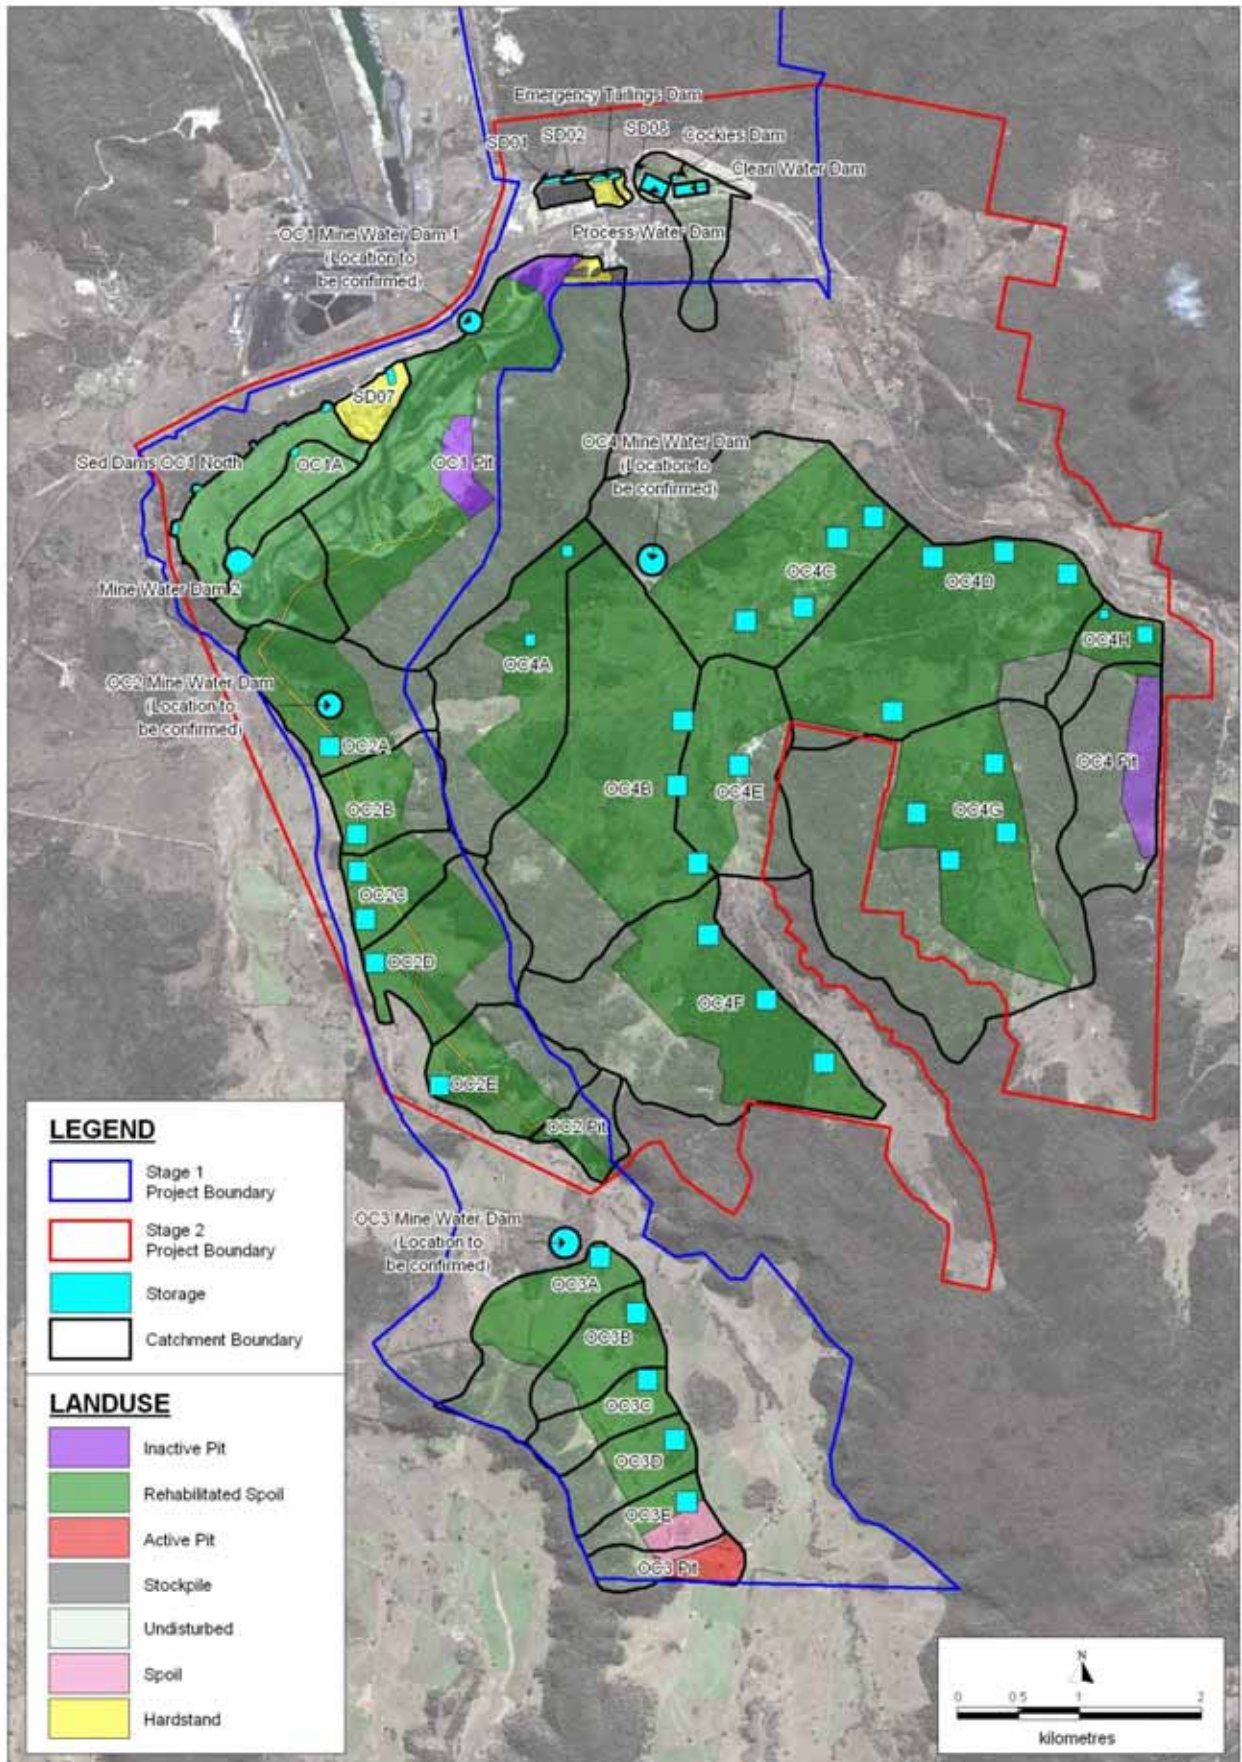 Emergency Tailings Dam
SD01
SD02
SD08
Cockies Dam
Clean Water Dam
OC1 Mine Water Dam 1
(Location to
be confirmed)
Process Water Dam
SD07
OC4 Mine Water Dam
(Location to
be confirmed)
Sed Dams OC1 North
OC1A
OC1 Pit
OC4C
OC4D
Mine Water Dam 2
OC4H
OC4A
OC2 Mine Water Dam
(Location to
be confirmed)
OC2A
OC4 Pit
OC4B
OC4E
OC2B
OC4G
OC2C
OC2D
OC4F
OC2E
OC2 Pit
LEGEND
Stage 1
Project Boundary
Stage 2
Project Boundary
Storage
Catchment Boundary
OC3 Mine Water Dam
(Location to
be confirmed)
OC3A
OC3B
OC3C
OC3D
OC3E
OC3 Pit
LANDUSE
Inactive Pit
Rehabilitated Spoil
Active Pit
Stockpile
Undisturbed
Spoil
Hardstand
N
0 0.5 1 2
kilometres